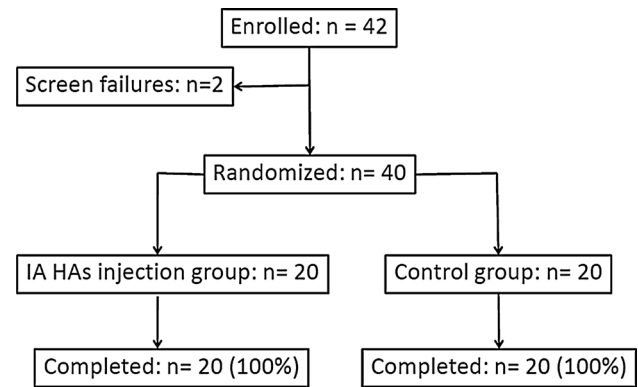 Enrolled: n = 42
Screen failures: n=2
Randomized: n= 40
IA HAs injection group: n= 20
Control group: n= 20
Completed: n= 20 (100%)
Completed: n= 20 (100%)